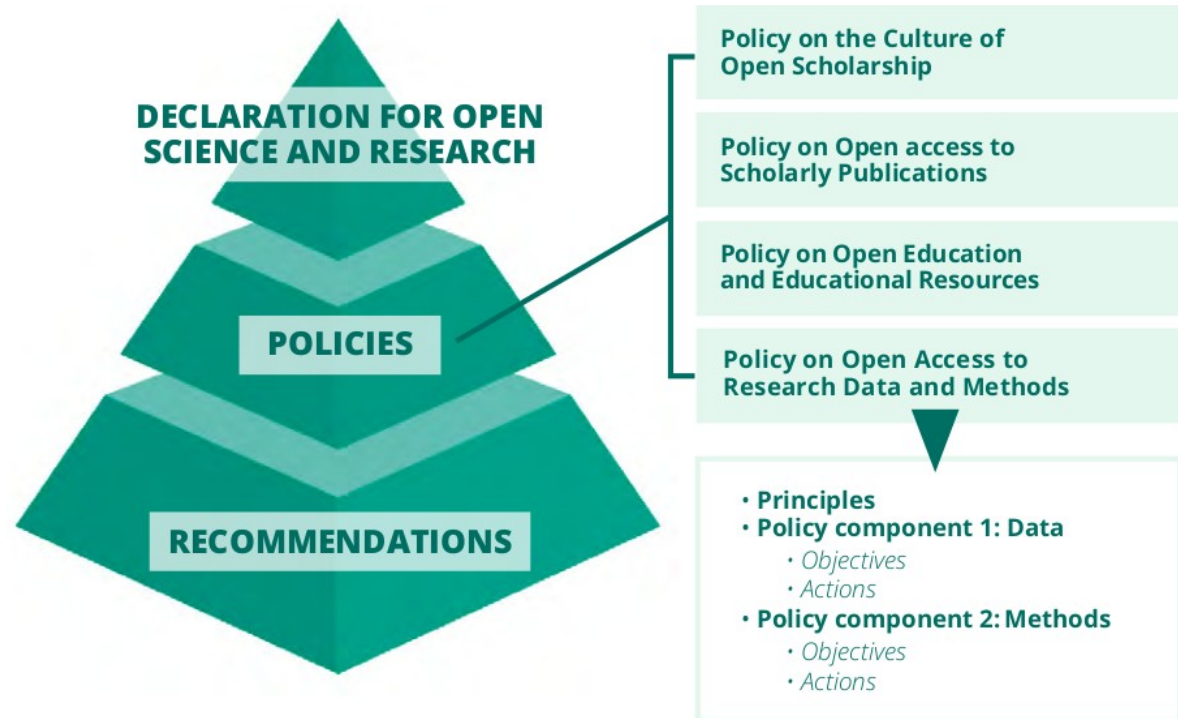 DECLARATION FOR OPEN
SCIENCE AND RESEARCH
POLICIES
RECOMMENDATIONS
Policy on the Culture of
Open Scholarship
Policy on Open access to
Scholarly Publications
Policy on Open Education
and Educational Resources
Policy on Open Access to
Research Data and Methods
• Principles
• Policy component 1: Data
• Objectives
• Actions
• Policy component 2: Methods
• Objectives
• Actions